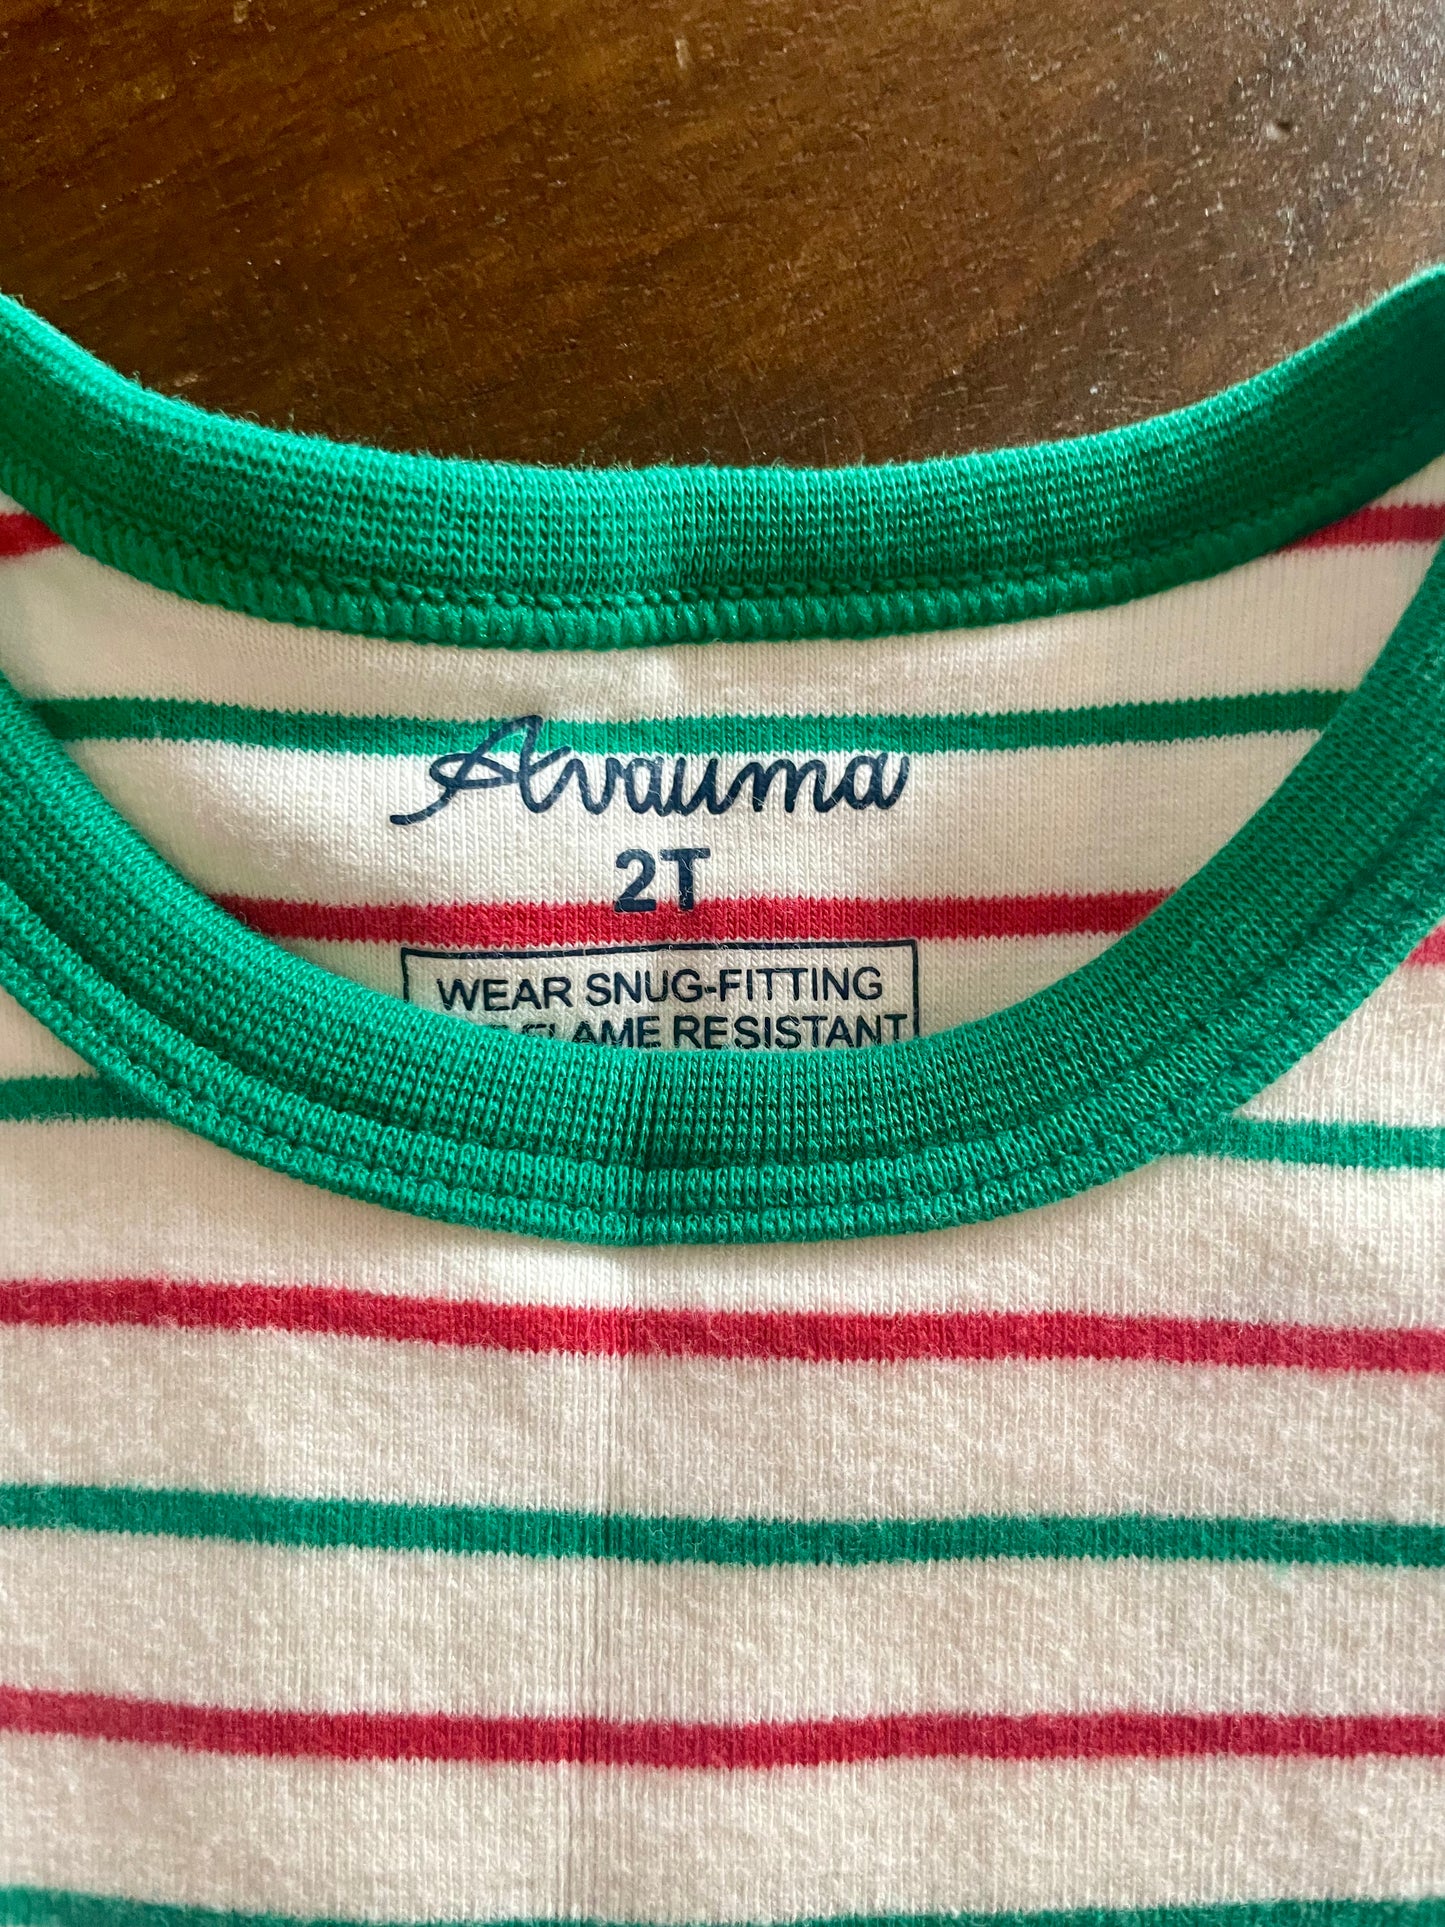 Avauma
2T
WEAR SNUG-FITTING
FLAME RESISTANT